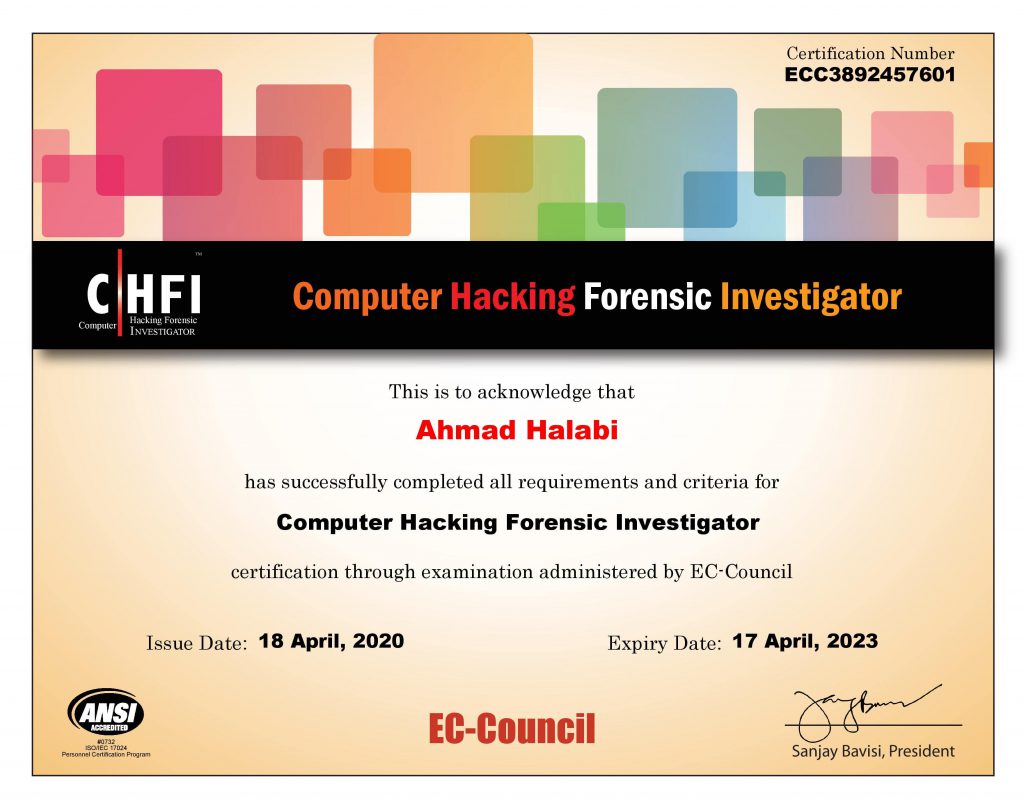 Certification Number
ECC3892457601
CHFI
TM
Computer
Hacking Forensic
INVESTIGATOR
Computer Hacking Forensic Investigator
This is to acknowledge that
Ahmad Halabi
has successfully completed all requirements and criteria for
Computer Hacking Forensic Investigator
certification through examination administered by EC-Council
Issue Date: 18 April, 2020
Expiry Date: 17 April, 2023
ANSI
ACCREDITED
#0732
ISO/IEC 17024
Personnel Certification Program
EC-Council
Sanjay Bavisi, President